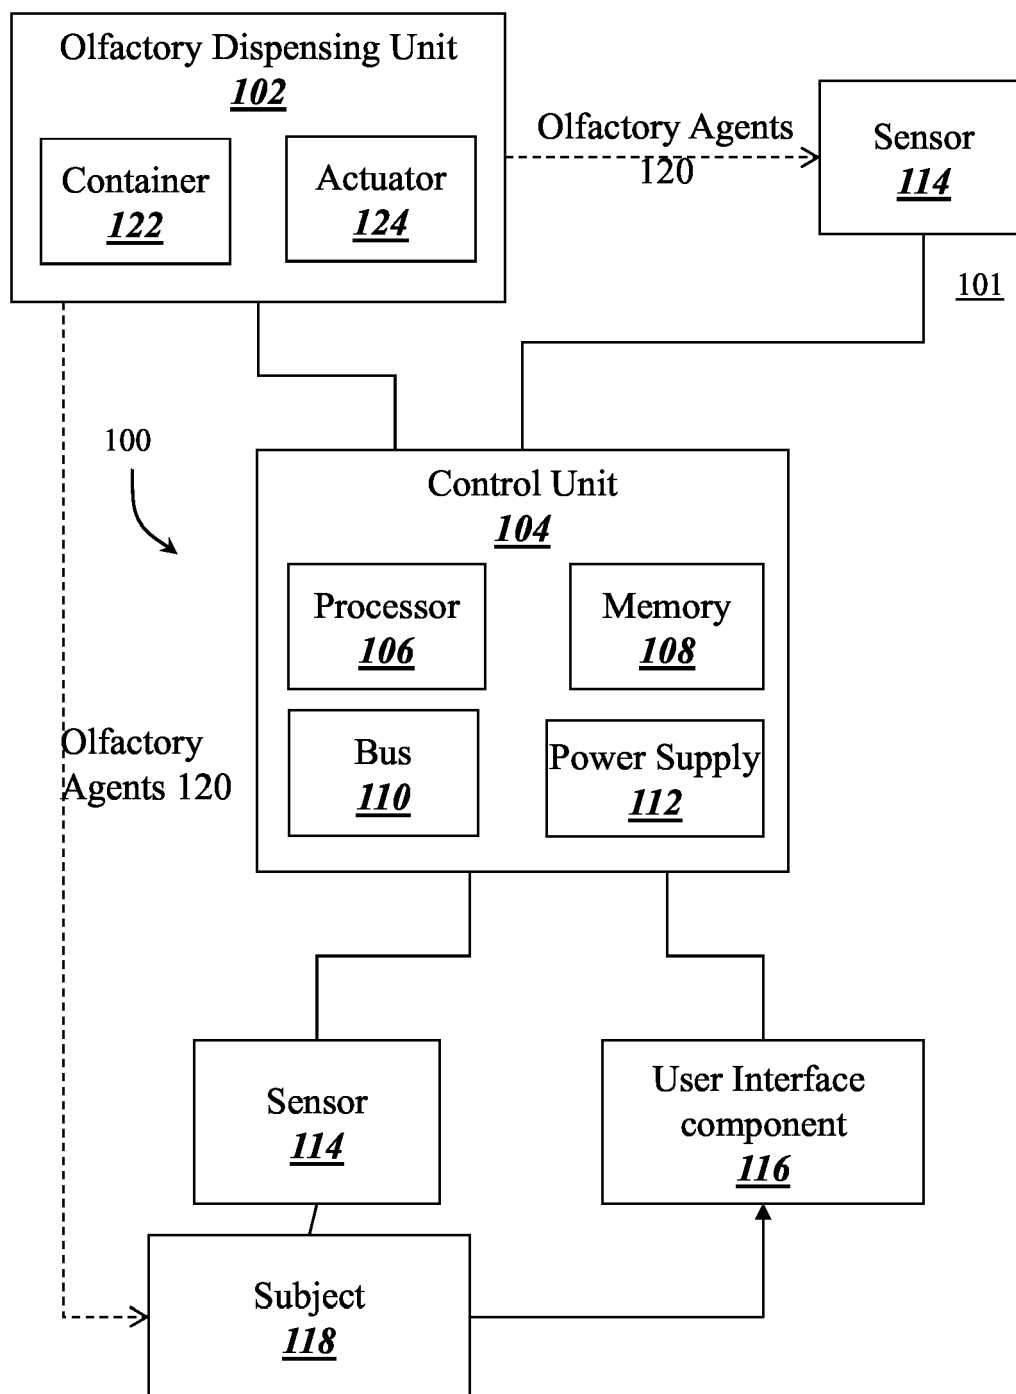 Olfactory Dispensing Unit
102
Container
122
Actuator
124
Olfactory Agents
120
Sensor
114
101
100
Control Unit
104
Processor
106
Memory
108
Bus
110
Power Supply
112
Olfactory
Agents 120
Sensor
114
User Interface
component
116
Subject
118